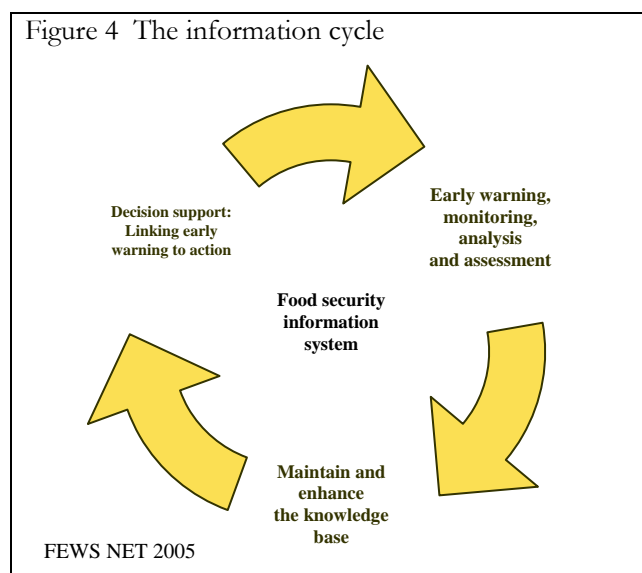 Figure 4  The information cycle
Decision support:
Linking early
warning to action
Early warning,
monitoring,
analysis
and assessment
Food security
information
system
Maintain and
enhance
the knowledge
base
FEWS NET 2005